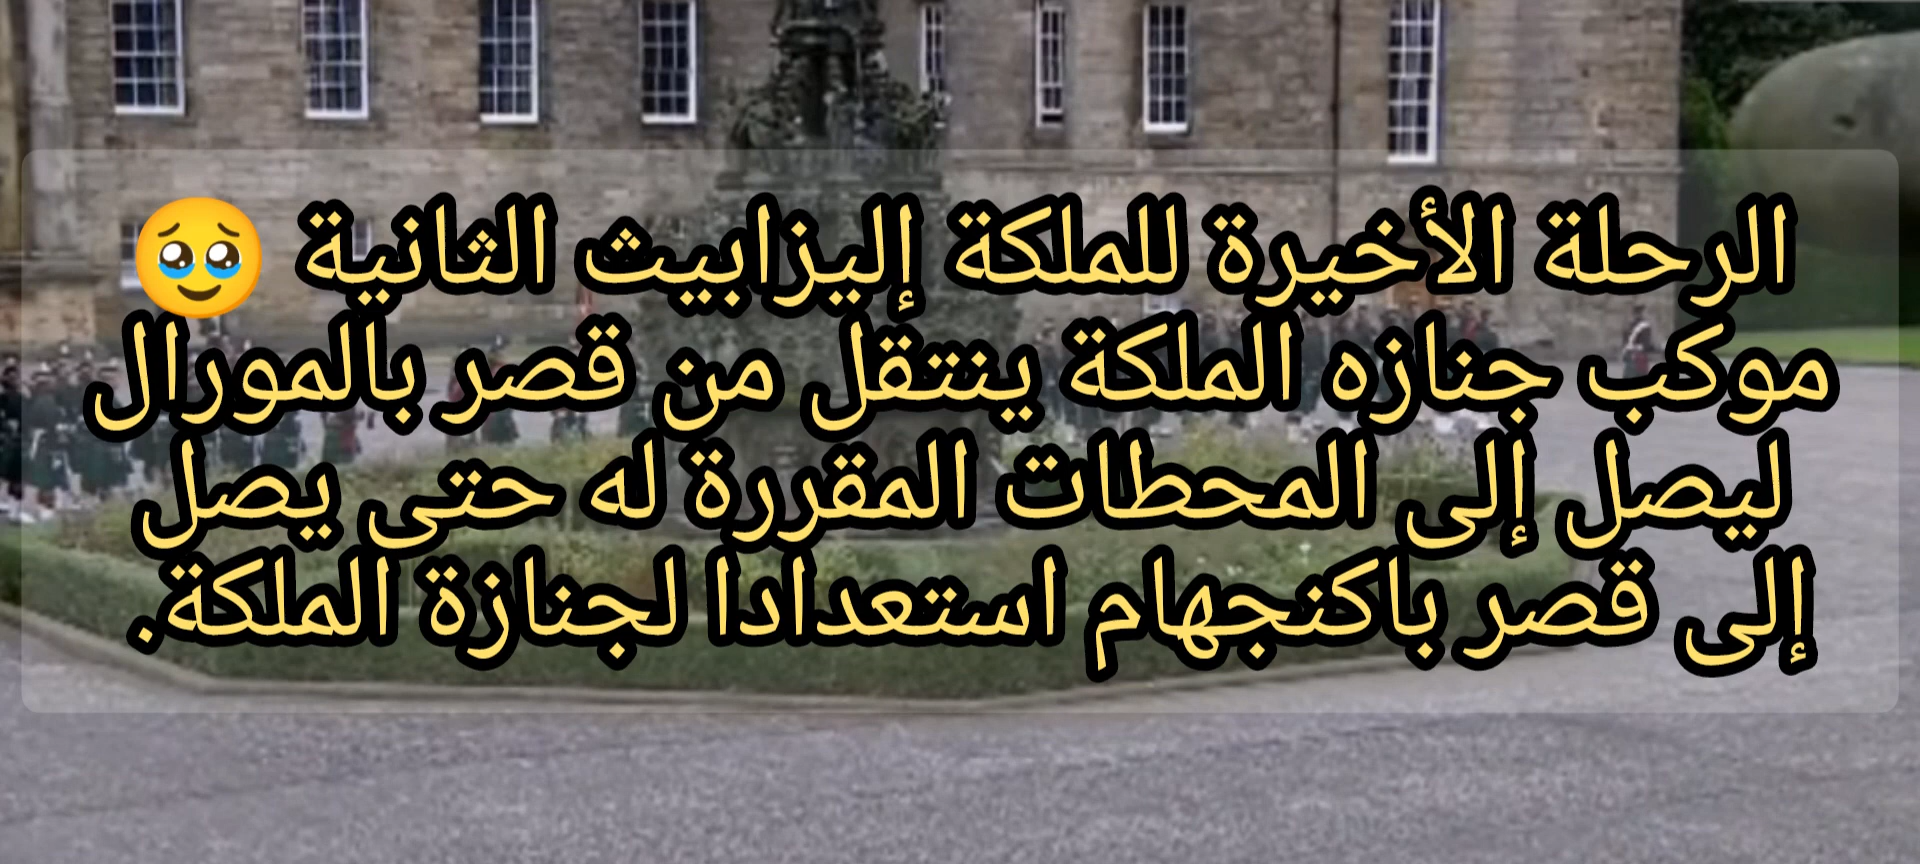 الرحلة الأخيرة للملكة إليزابيث الثانية 🥹
موكب جنازه الملكة ينتقل من قصر بالمورال
ليصل إلى المحطات المقررة له حتى يصل
إلى قصر باكنجهام استعدادا لجنازة الملكة.